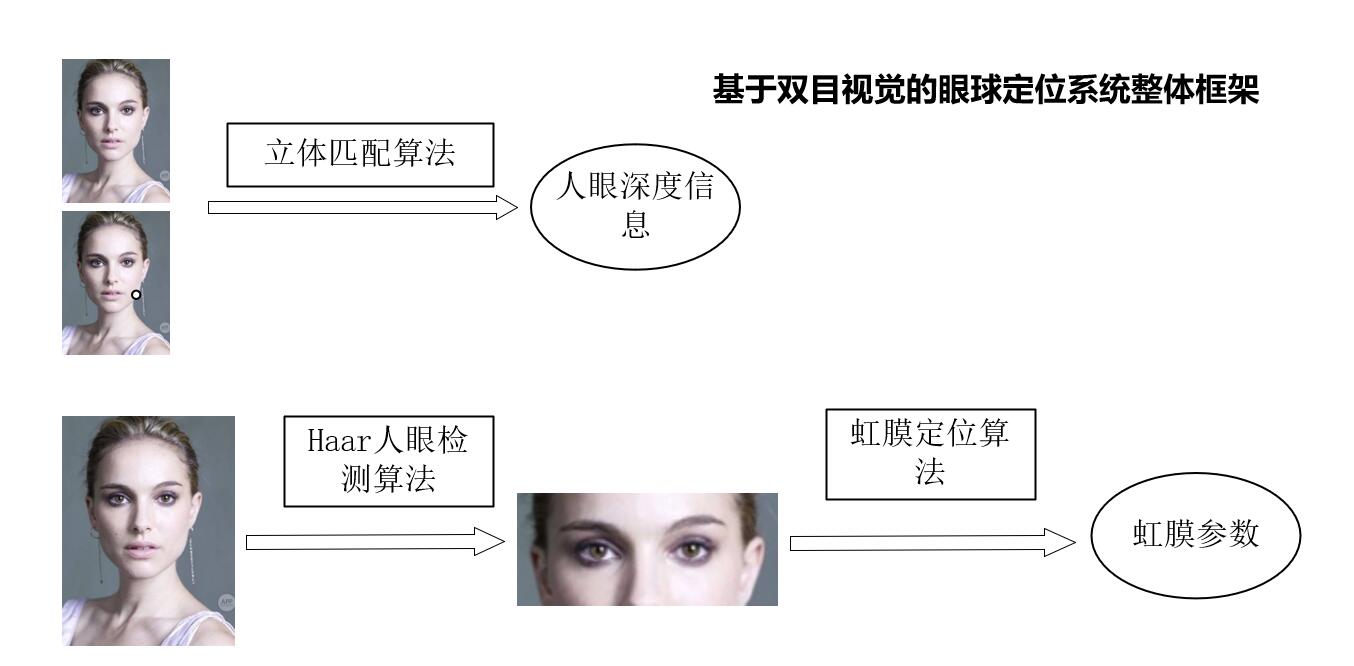 基于双目视觉的眼球定位系统整体框架
立体匹配算法
人眼深度信
息
Haar人眼检
测算法
虹膜定位算
法
虹膜参数